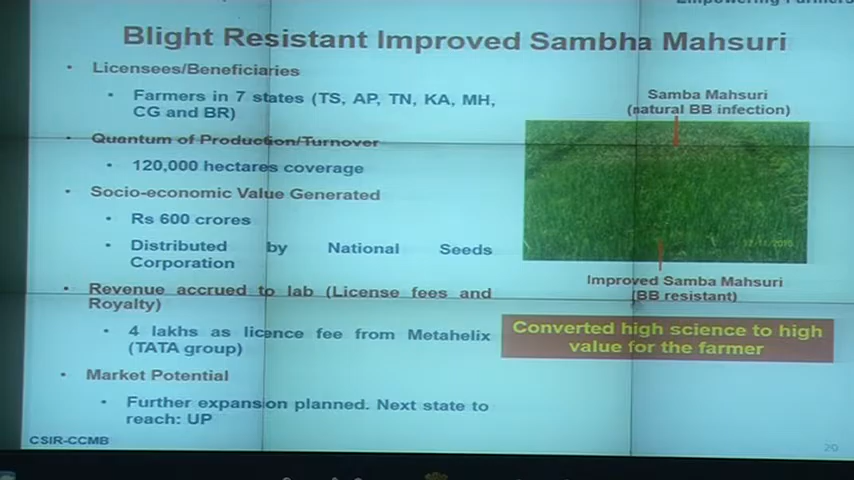 Empowering Farmers
Blight Resistant Improved Sambha Mahsuri
• Licensees/Beneficiaries
• Farmers in 7 states (TS, AP, TN, KA, MH,
CG and BR)
• Quantum of Production/Turnover
• 120,000 hectares coverage
• Socio-economic Value Generated
• Rs 600 crores
• Distributed by National Seeds
Corporation
• Revenue accrued to lab (License fees and
Royalty)
• 4 lakhs as licence fee from Metahelix
(TATA group)
• Market Potential
• Further expansion planned. Next state to
reach: UP
Samba Mahsuri
(natural BB infection)
Improved Samba Mahsuri
(BB resistant)
Converted high science to high
value for the farmer
CSIR-CCMB
20